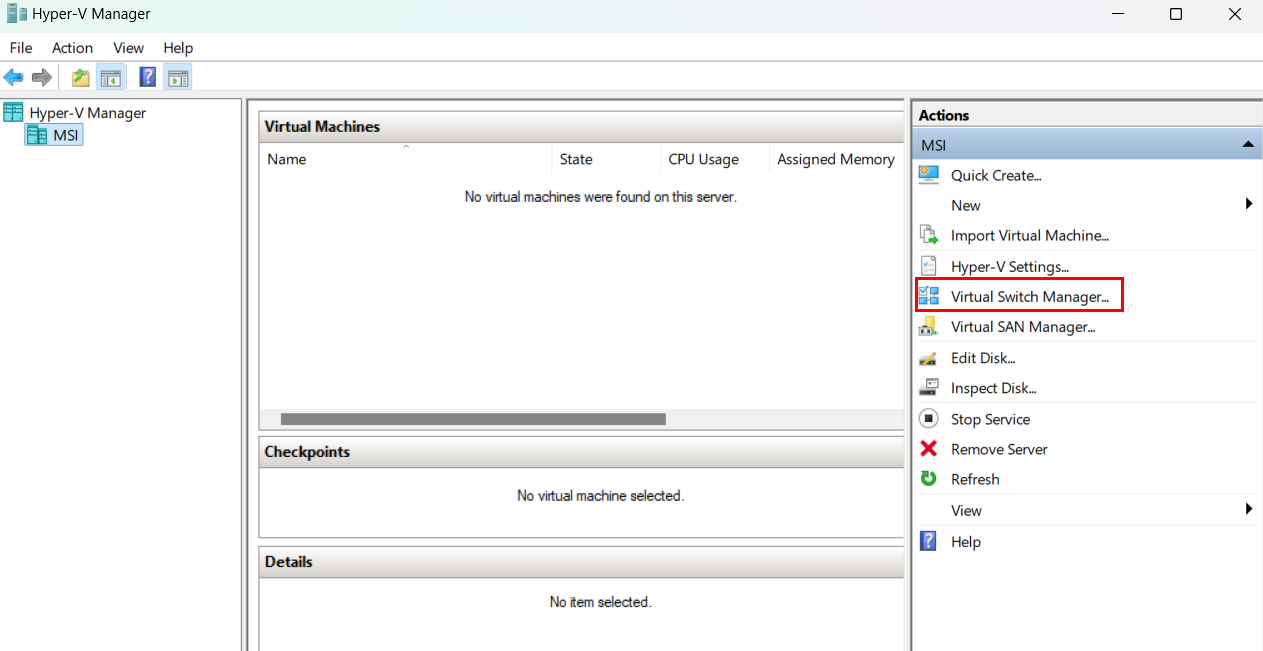 Hyper-V Manager
File Action View Help
Hyper-V Manager
MSI
Virtual Machines
Name State CPU Usage Assigned Memory
No virtual machines were found on this server.
Checkpoints
No virtual machine selected.
Details
No item selected.
Actions
MSI
Quick Create...
New
Import Virtual Machine...
Hyper-V Settings...
Virtual Switch Manager...
Virtual SAN Manager...
Edit Disk...
Inspect Disk...
Stop Service
Remove Server
Refresh
View
Help